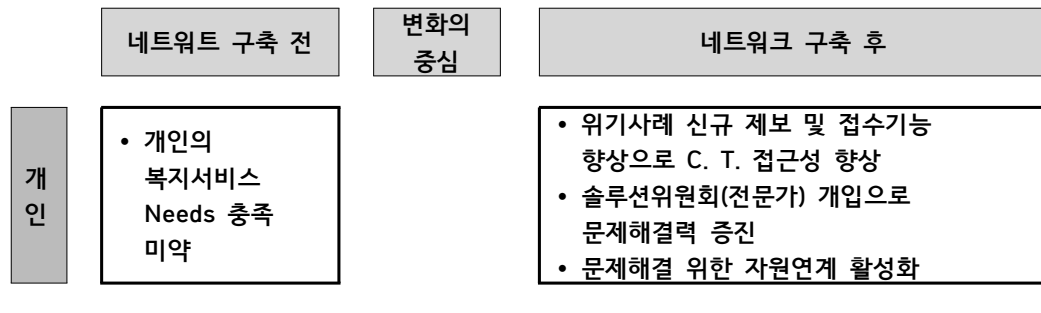 네트워트 구축 전
변화의
중심
네트워크 구축 후
개
인
• 개인의
복지서비스
Needs 충족
미약
• 위기사례 신규 제보 및 접수기능
향상으로 C. T. 접근성 향상
• 솔루션위원회(전문가) 개입으로
문제해결력 증진
• 문제해결 위한 자원연계 활성화